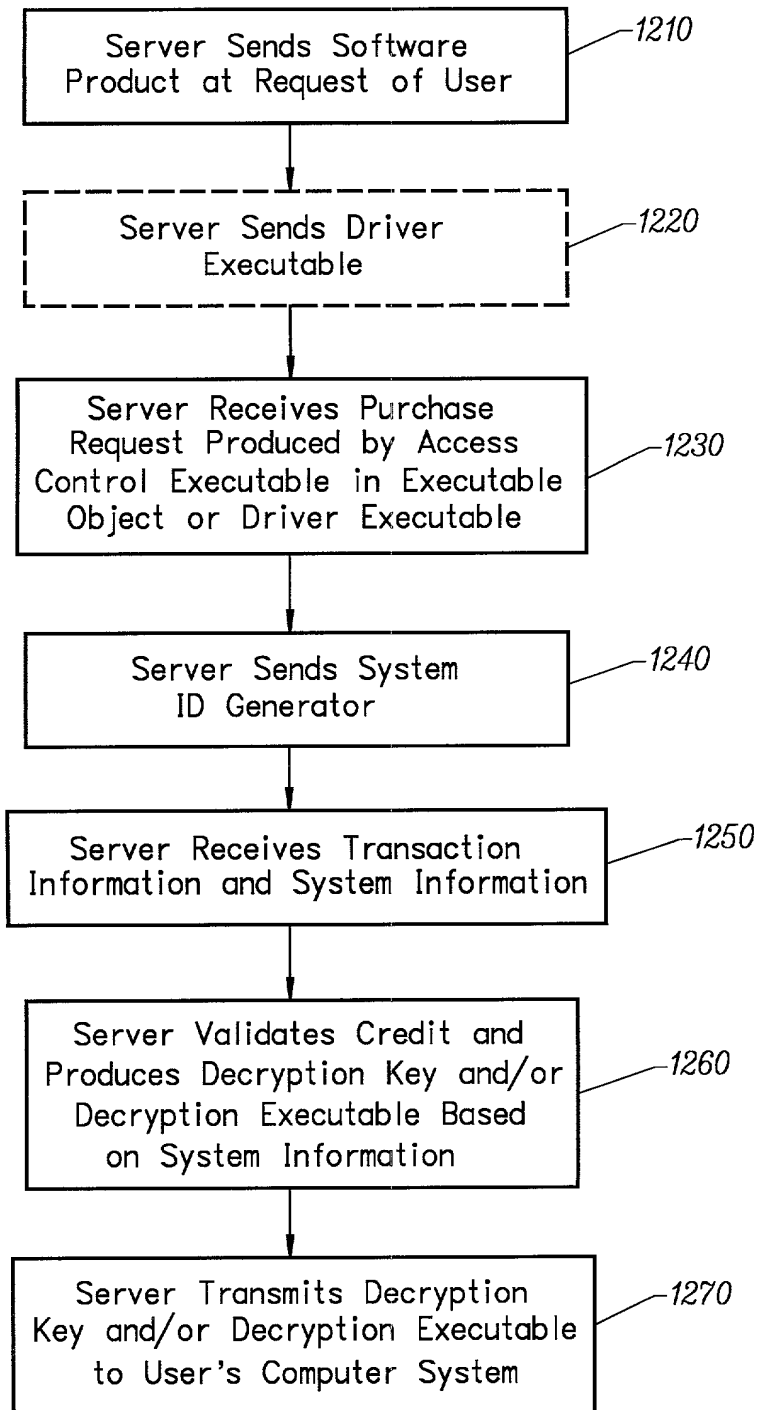 Server Sends Software
Product at Request of User
1210
Server Sends Driver
Executable
1220
Server Receives Purchase
Request Produced by Access
Control Executable in Executable
Object or Driver Executable
1230
Server Sends System
ID Generator
1240
Server Receives Transaction
Information and System Information
1250
Server Validates Credit and
Produces Decryption Key and/or
Decryption Executable Based
on System Information
1260
Server Transmits Decryption
Key and/or Decryption Executable
to User's Computer System
1270